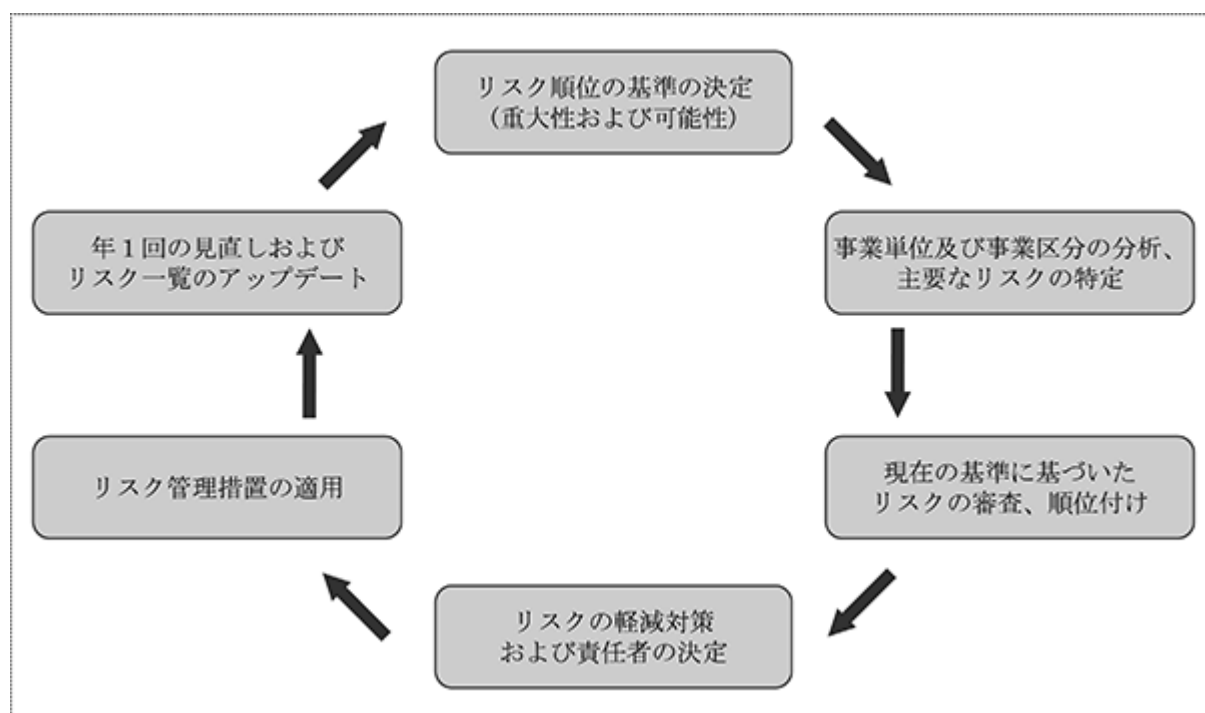 リスク順位の基準の決定
（重大性および可能性）
事業単位及び事業区分の分析、
主要なリスクの特定
現在の基準に基づいた
リスクの審査、順位付け
リスクの軽減対策
および責任者の決定
リスク管理措置の適用
年１回の見直しおよび
リスク一覧のアップデート